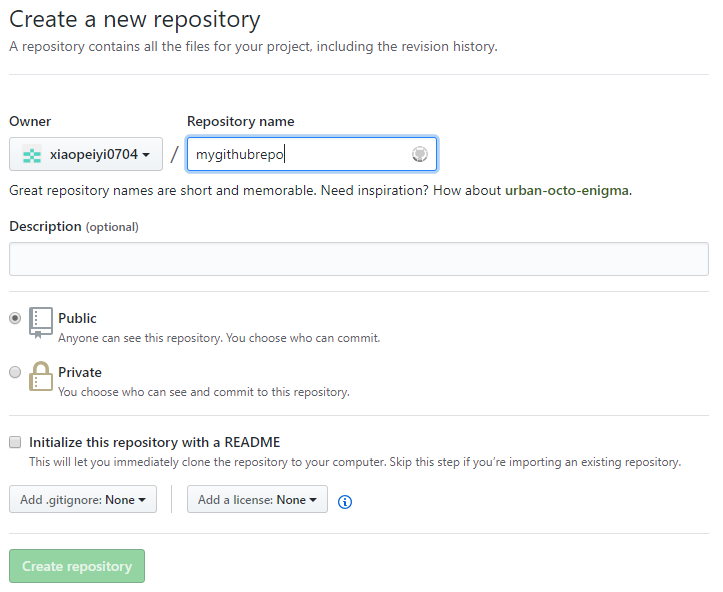 Create a new repository
A repository contains all the files for your project, including the revision history.
Owner
Repository name
xiaopeiyi0704
/
mygithubrepo
Great repository names are short and memorable. Need inspiration? How about urban-octo-enigma.
Description (optional)
Public
Anyone can see this repository. You choose who can commit.
Private
You choose who can see and commit to this repository.
Initialize this repository with a README
This will let you immediately clone the repository to your computer. Skip this step if you’re importing an existing repository.
Add .gitignore: None
Add a license: None
Create repository